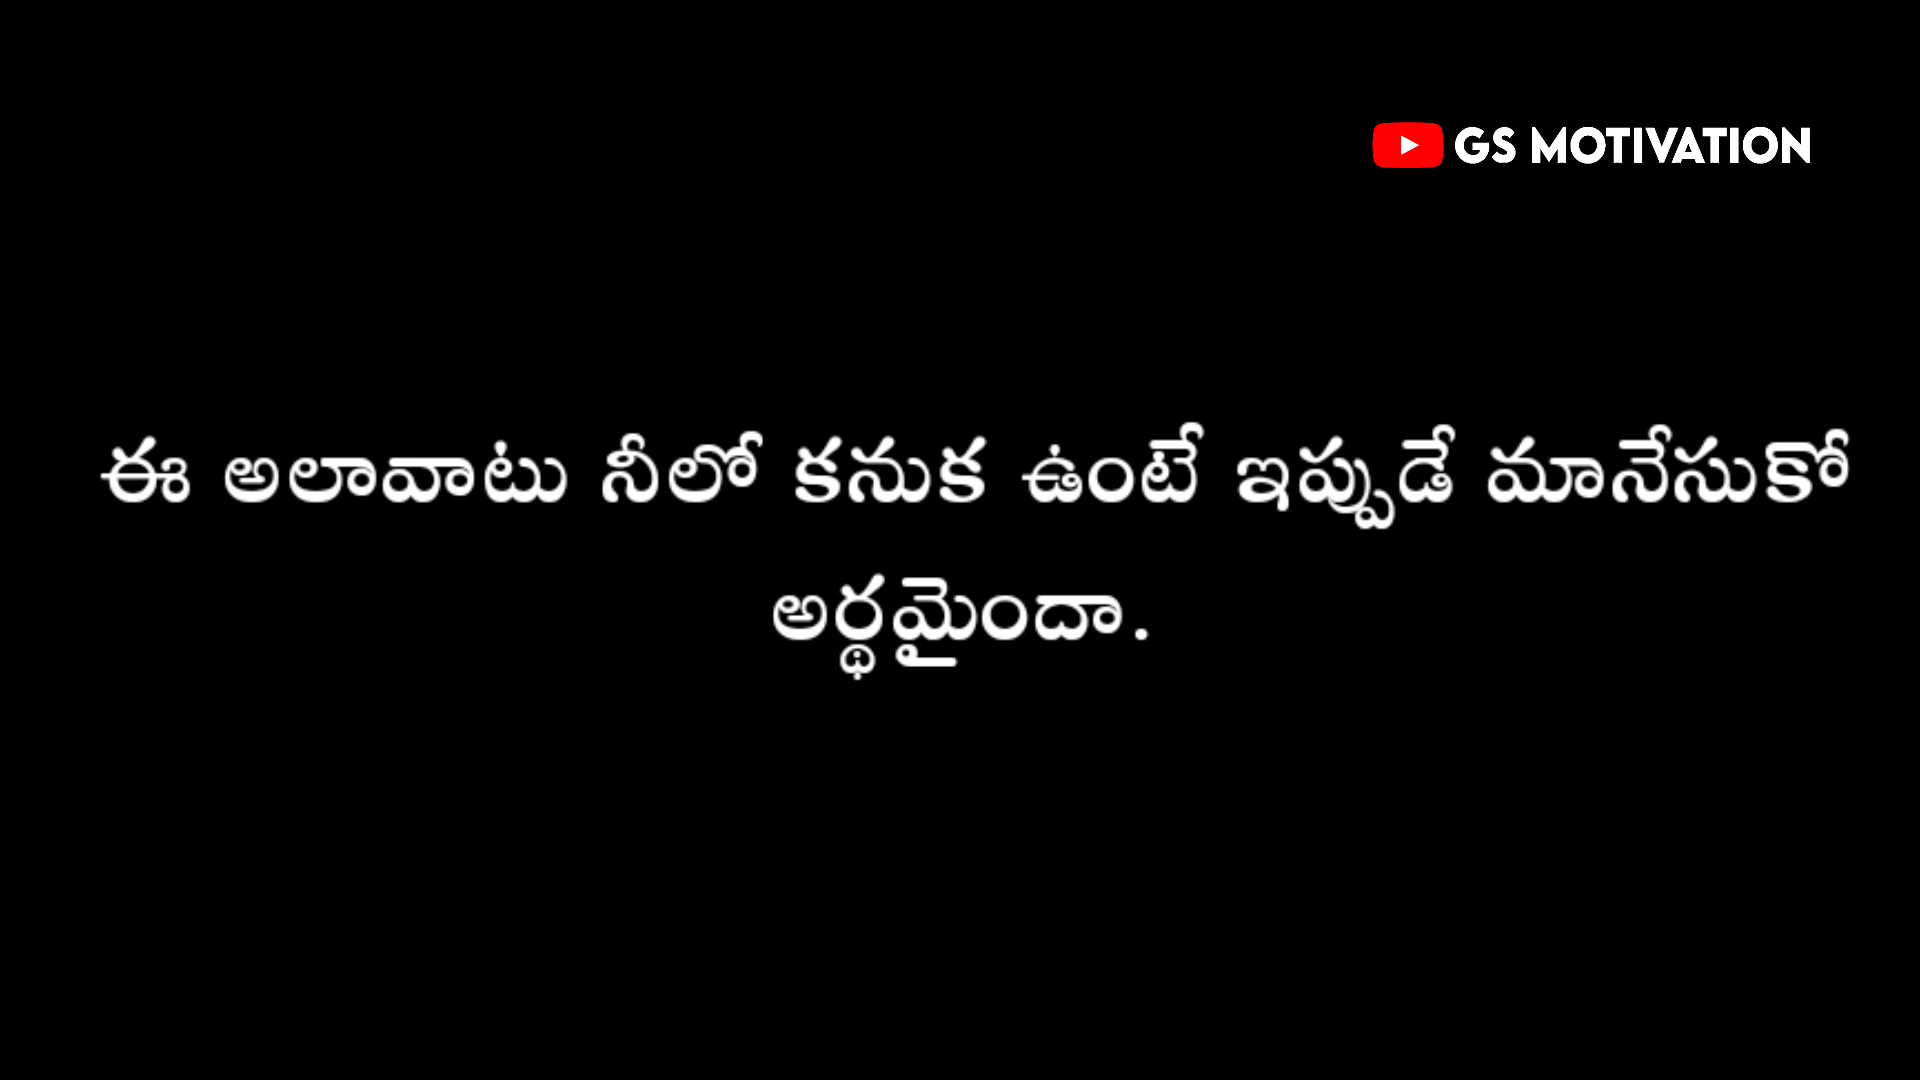 GS MOTIVATION
ఈ అలావాటు నీలో కనుక ఉంటే ఇప్పుడే మానేసుకో
అర్థమైందా.